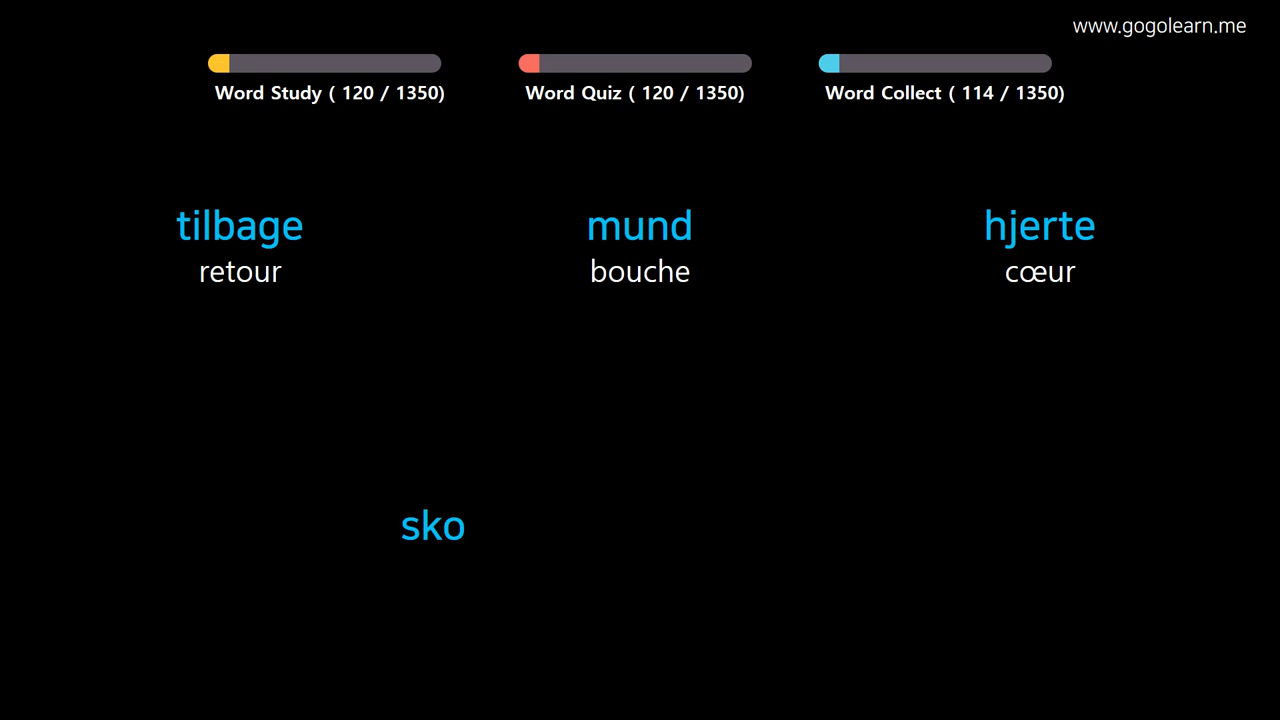 www.gogolearn.me
Word Study ( 120 / 1350)
Word Quiz ( 120 / 1350)
Word Collect ( 114 / 1350)
tilbage
retour
mund
bouche
hjerte
cœur
sko